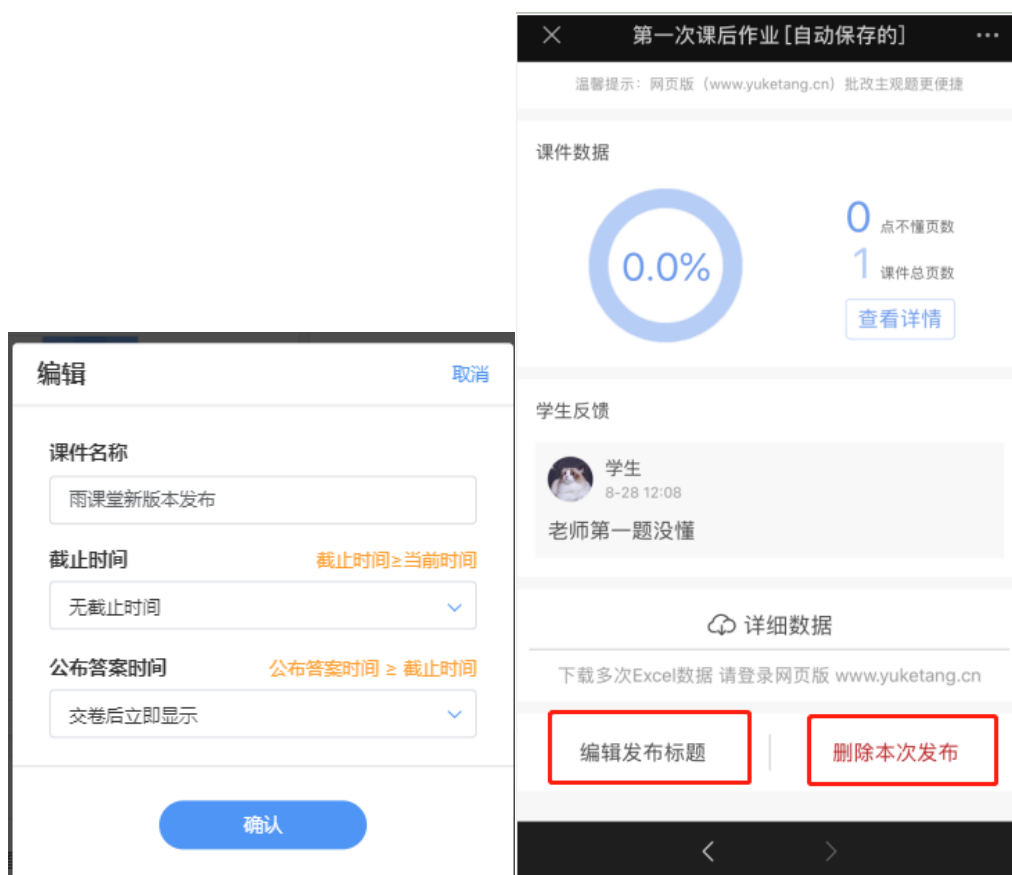 编辑
取消
课件名称
雨课堂新版本发布
截止时间
截止时间≥当前时间
无截止时间
公布答案时间
公布答案时间 ≥ 截止时间
交卷后立即显示
确认
第一次课后作业[自动保存的]
温馨提示：网页版（www.yuketang.cn）批改主观题更便捷
课件数据
0.0%
0 点不懂页数
1 课件总页数
查看详情
学生反馈
学生
8-28 12:08
老师第一题没懂
详细数据
下载多次Excel数据 请登录网页版 www.yuketang.cn
编辑发布标题
删除本次发布